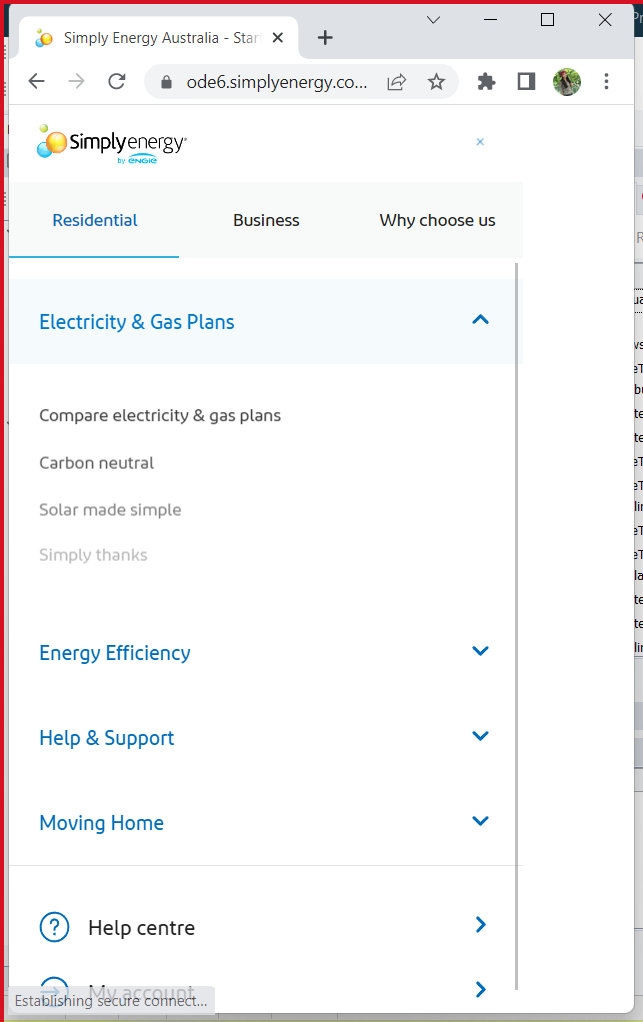 Simply Energy Australia - Star
ode6.simplyenergy.co...
Simplyenergy
by ENGIE
Residential
Business
Why choose us
Electricity & Gas Plans
Compare electricity & gas plans
Carbon neutral
Solar made simple
Simply thanks
Energy Efficiency
Help & Support
Moving Home
? Help centre
My account
Establishing secure connect...